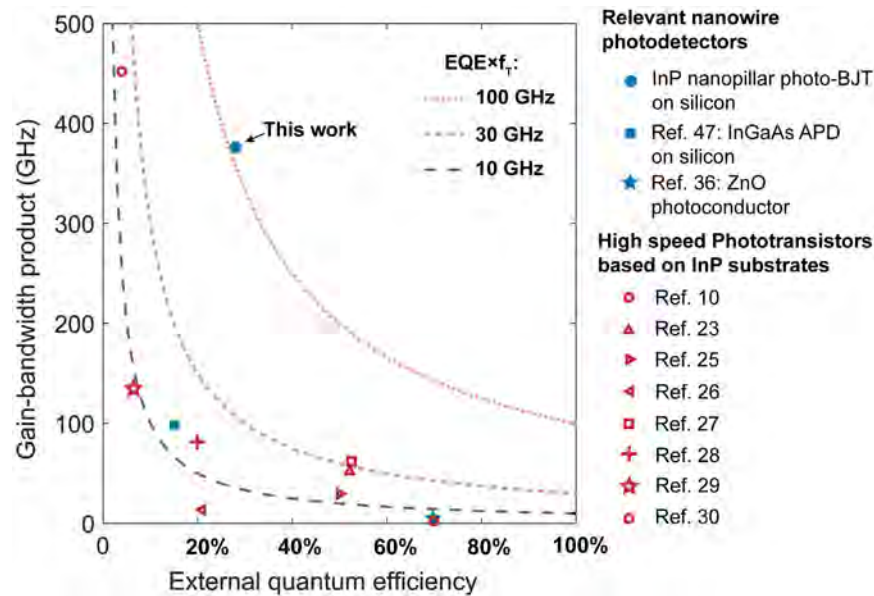 500
400
300
200
100
0
Gain-bandwidth product (GHz)
0
20%
40%
60%
80%
100%
External quantum efficiency
EQE×fT:
100 GHz
30 GHz
10 GHz
This work
Relevant nanowire
photodetectors
InP nanopillar photo-BJT
on silicon
Ref. 47: InGaAs APD
on silicon
Ref. 36: ZnO
photoconductor
High speed Phototransistors
based on InP substrates
Ref. 10
Ref. 23
Ref. 25
Ref. 26
Ref. 27
Ref. 28
Ref. 29
Ref. 30